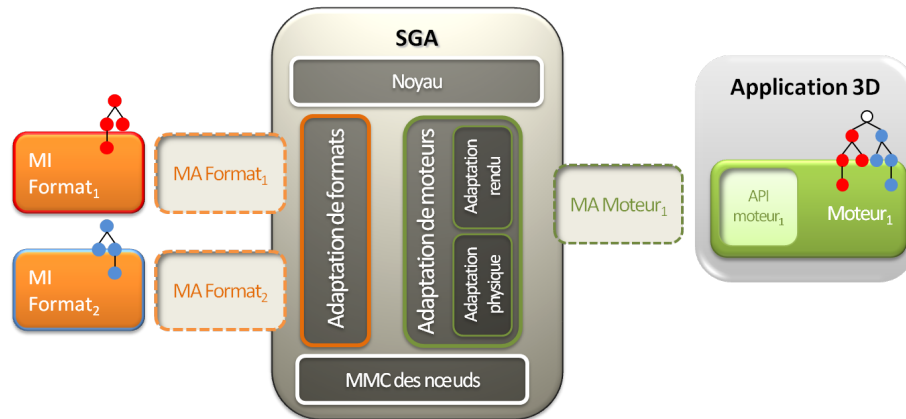 SGA
Noyau
MI
Format₁
MA Format₁
MI
Format₂
MA Format₂
Adaptation de formats
Adaptation de moteurs
Adaptation
rendu
Adaptation
physique
MMC des nœuds
MA Moteur₁
Application 3D
API
moteur₁
Moteur₁